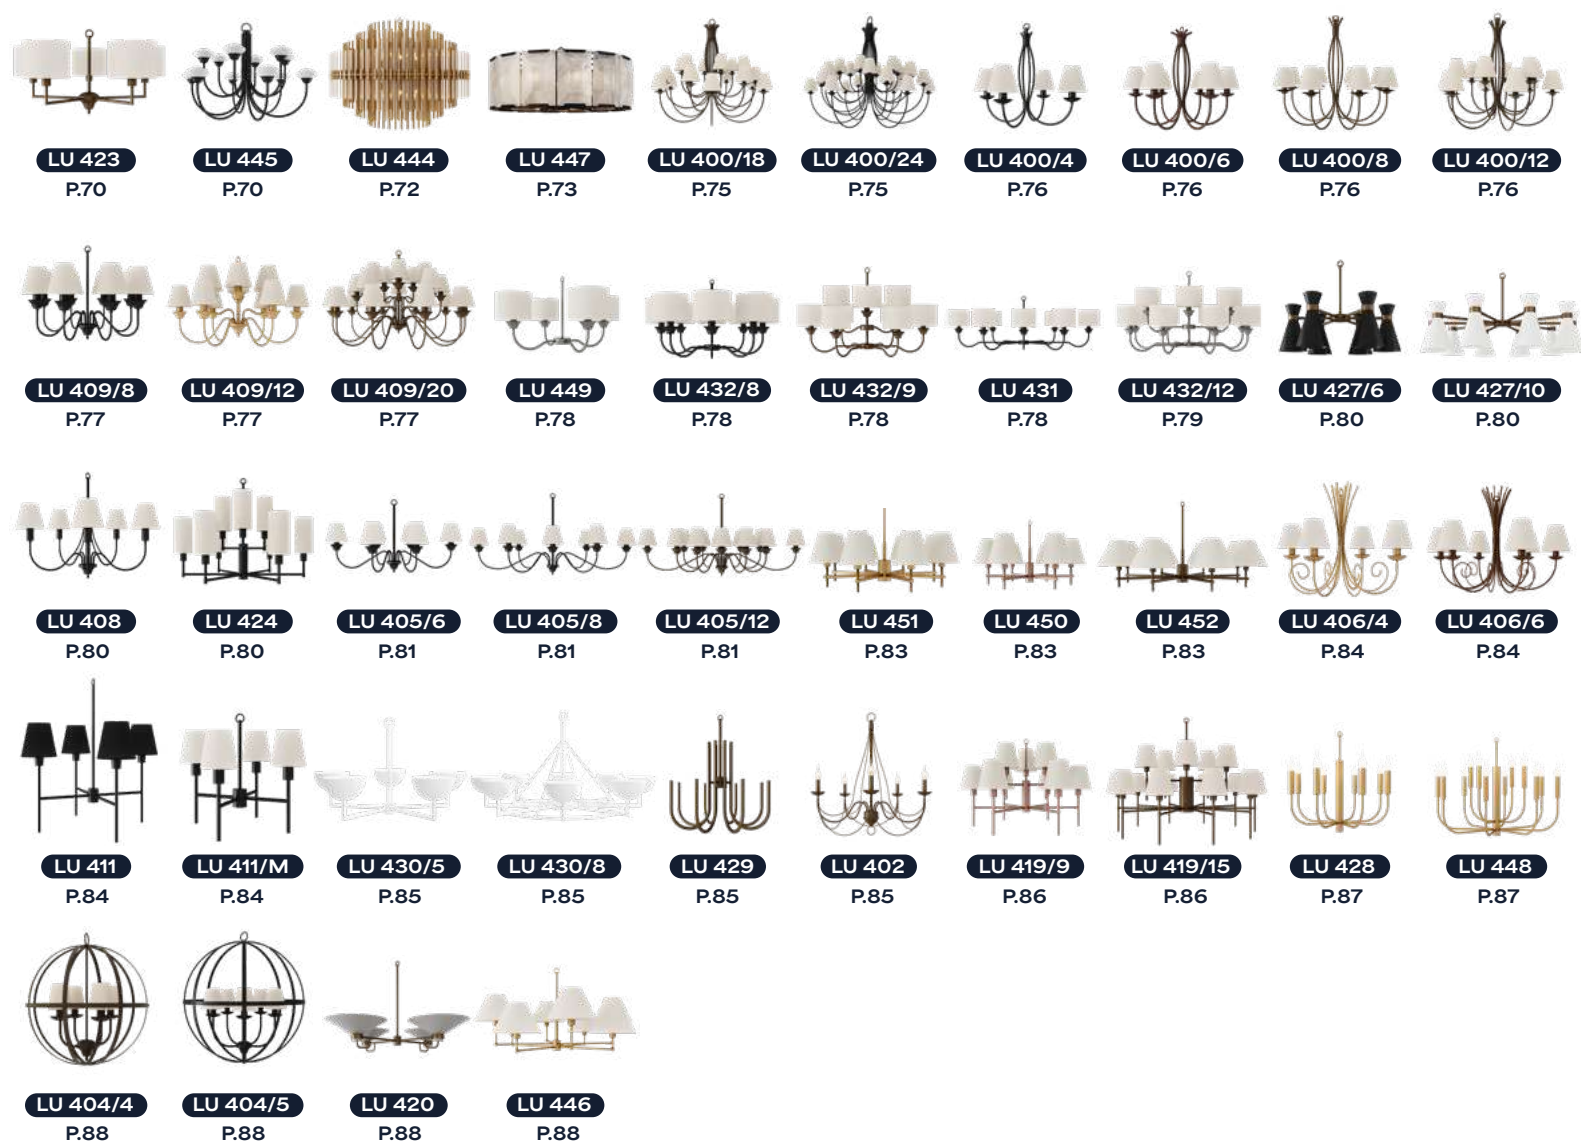 LU 423 LU 445 LU 444 LU 447 LU 400/18 LU 400/24 LU 400/4 LU 400/6 LU 400/8 LU 400/12
P.70 P.70 P.72 P.73 P.75 P.75 P.76 P.76 P.76 P.76
LU 409/8 LU 409/12 LU 409/20 LU 449 LU 432/8 LU 432/9 LU 431 LU 432/12 LU 427/6 LU 427/10
P.77 P.77 P.77 P.78 P.78 P.78 P.78 P.79 P.80 P.80
LU 408 LU 424 LU 405/6 LU 405/8 LU 405/12 LU 451 LU 450 LU 452 LU 406/4 LU 406/6
P.80 P.80 P.81 P.81 P.81 P.83 P.83 P.83 P.84 P.84
LU 411 LU 411/M LU 430/5 LU 430/8 LU 429 LU 402 LU 419/9 LU 419/15 LU 428 LU 448
P.84 P.84 P.85 P.85 P.85 P.85 P.86 P.86 P.87 P.87
LU 404/4 LU 404/5 LU 420 LU 446
P.88 P.88 P.88 P.88